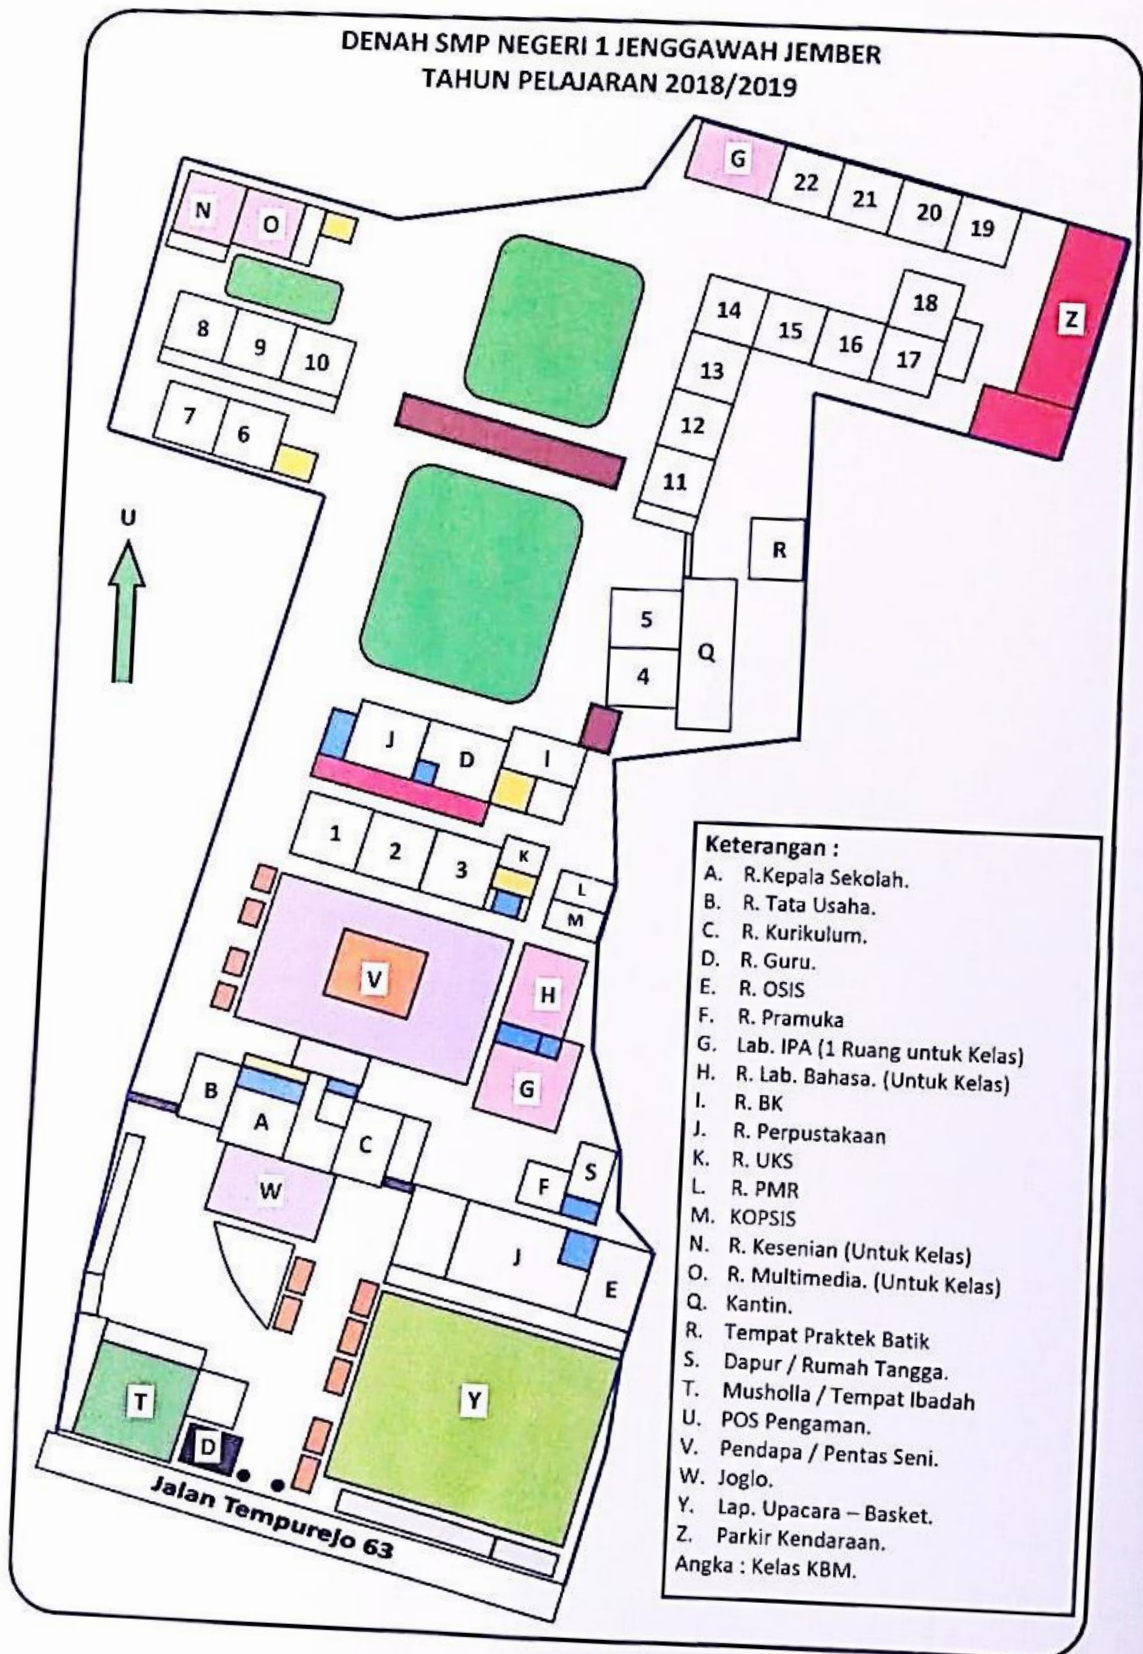 DENAH SMP NEGERI 1 JENGGAWAH JEMBER
TAHUN PELAJARAN 2018/2019
G
22
21
20
19
N
O
Z
18
14
15
16
17
8
9
10
13
12
7
6
11
U
R
5
4
Q
J
D
I
1
2
3
K
L
M
V
H
G
B
A
C
F
S
W
J
E
T
Y
D
Jalan Tempurejo 63
Keterangan :
A. R.Kepala Sekolah.
B. R. Tata Usaha.
C. R. Kurikulum.
D. R. Guru.
E. R. OSIS
F. R. Pramuka
G. Lab. IPA (1 Ruang untuk Kelas)
H. R. Lab. Bahasa. (Untuk Kelas)
I. R. BK
J. R. Perpustakaan
K. R. UKS
L. R. PMR
M. KOPSIS
N. R. Kesenian (Untuk Kelas)
O. R. Multimedia. (Untuk Kelas)
Q. Kantin.
R. Tempat Praktek Batik
S. Dapur / Rumah Tangga.
T. Musholla / Tempat Ibadah
U. POS Pengaman.
V. Pendapa / Pentas Seni.
W. Joglo.
Y. Lap. Upacara – Basket.
Z. Parkir Kendaraan.
Angka : Kelas KBM.